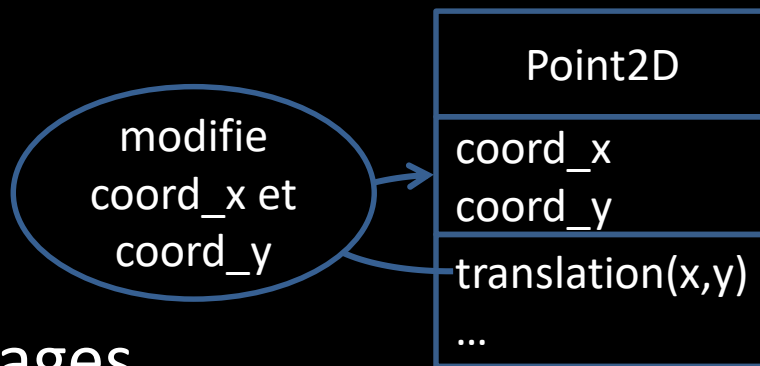 Point2D
modifie
coord_x et
coord_y
coord_x
coord_y
translation(x,y)
...